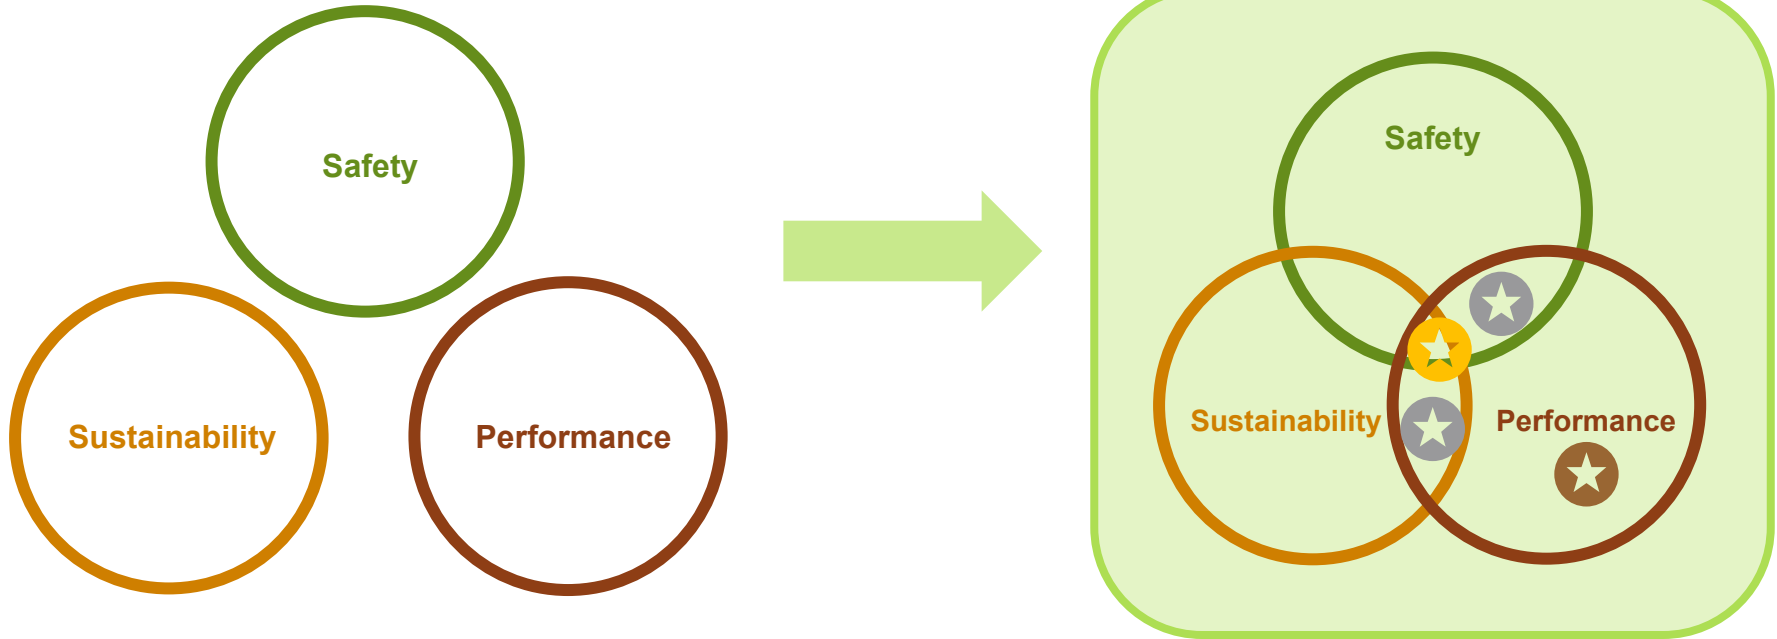 Safety
Sustainability
Performance
Safety
Sustainability
Performance